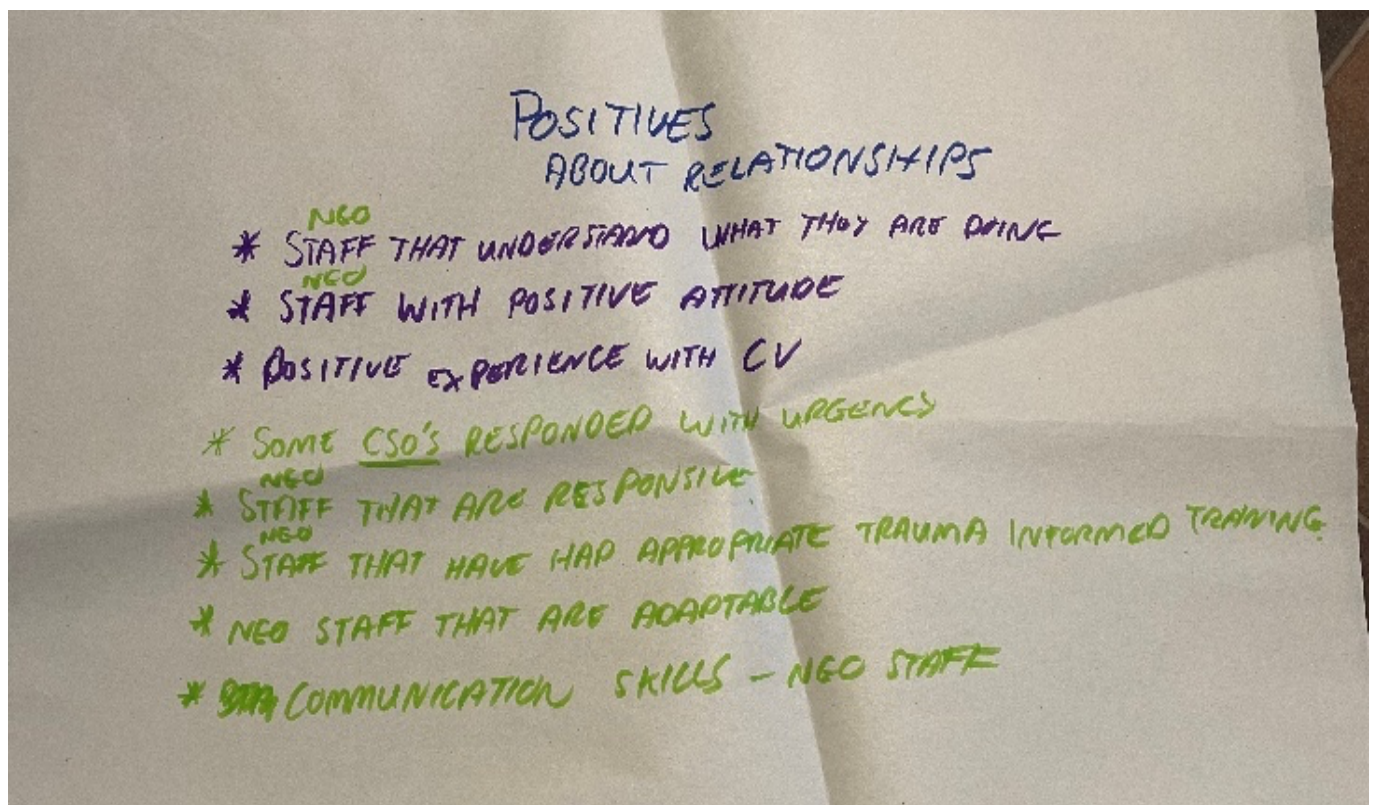 POSITIVES
ABOUT RELATIONSHIPS
NGO
* STAFF THAT UNDERSTAND WHAT THEY ARE DOING
NGO
* STAFF WITH POSITIVE ATTITUDE
* POSITIVE EXPERIENCE WITH CV
* SOME CSO'S RESPONDED WITH URGENCY
NGO
* STAFF THAT ARE RESPONSIVE
NGO
* STAFF THAT HAVE HAD APPROPRIATE TRAUMA INFORMED TRAINING
* NGO STAFF THAT ARE ADAPTABLE
* COMMUNICATION SKILLS - NGO STAFF